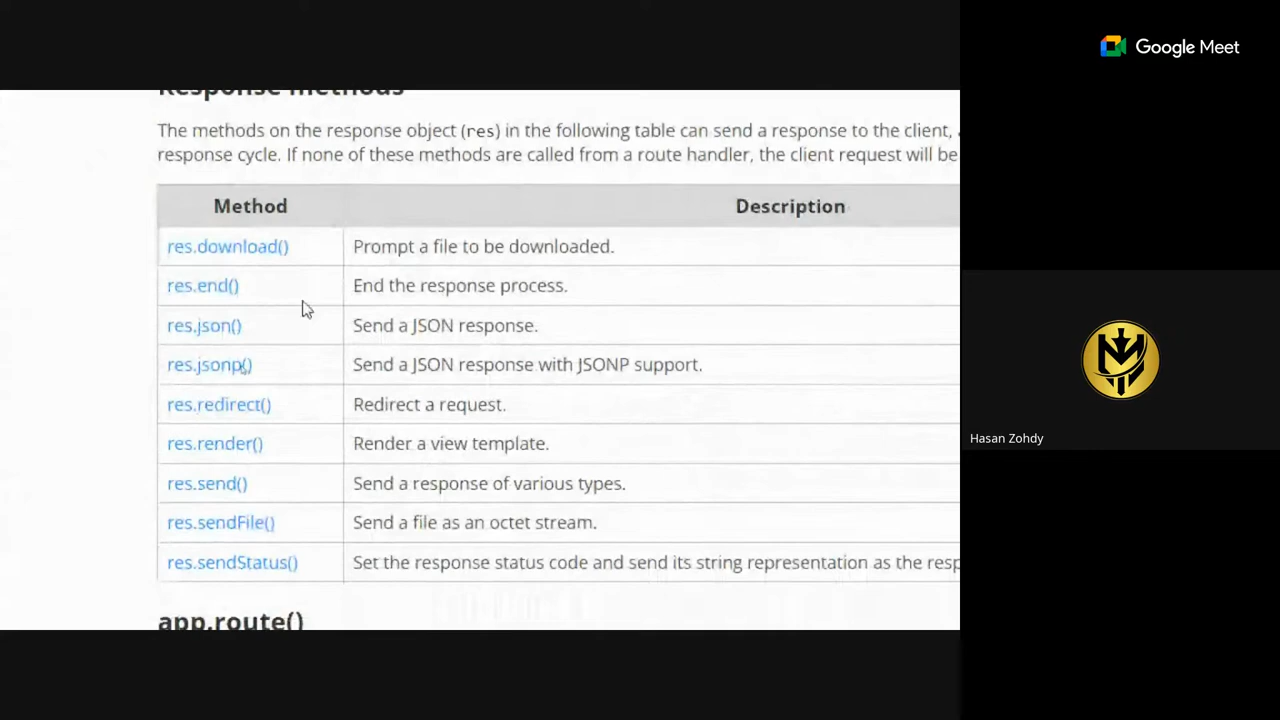 Google Meet
Response methods
The methods on the response object (res) in the following table can send a response to the client,
response cycle. If none of these methods are called from a route handler, the client request will be
Method Description
res.download() Prompt a file to be downloaded.
res.end() End the response process.
res.json() Send a JSON response.
res.jsonp() Send a JSON response with JSONP support.
res.redirect() Redirect a request.
res.render() Render a view template.
res.send() Send a response of various types.
res.sendFile() Send a file as an octet stream.
res.sendStatus() Set the response status code and send its string representation as the resp
app.route()
Hasan Zohdy